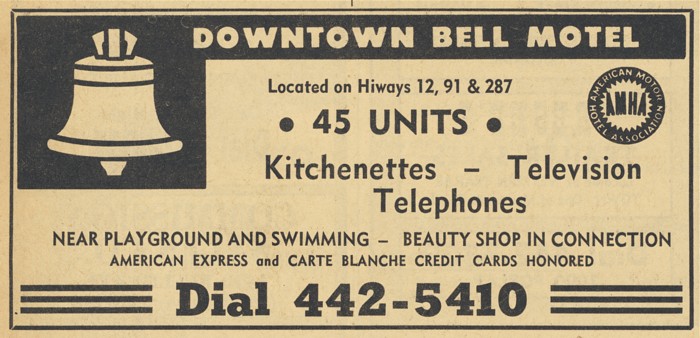 DOWNTOWN BELL MOTEL
Located on Hiways 12, 91 & 287
AMERICAN MOTOR
HOTEL ASSOCIATION
AMHA
• 45 UNITS •
Kitchenettes – Television
Telephones
NEAR PLAYGROUND AND SWIMMING – BEAUTY SHOP IN CONNECTION
AMERICAN EXPRESS and CARTE BLANCHE CREDIT CARDS HONORED
Dial 442-5410